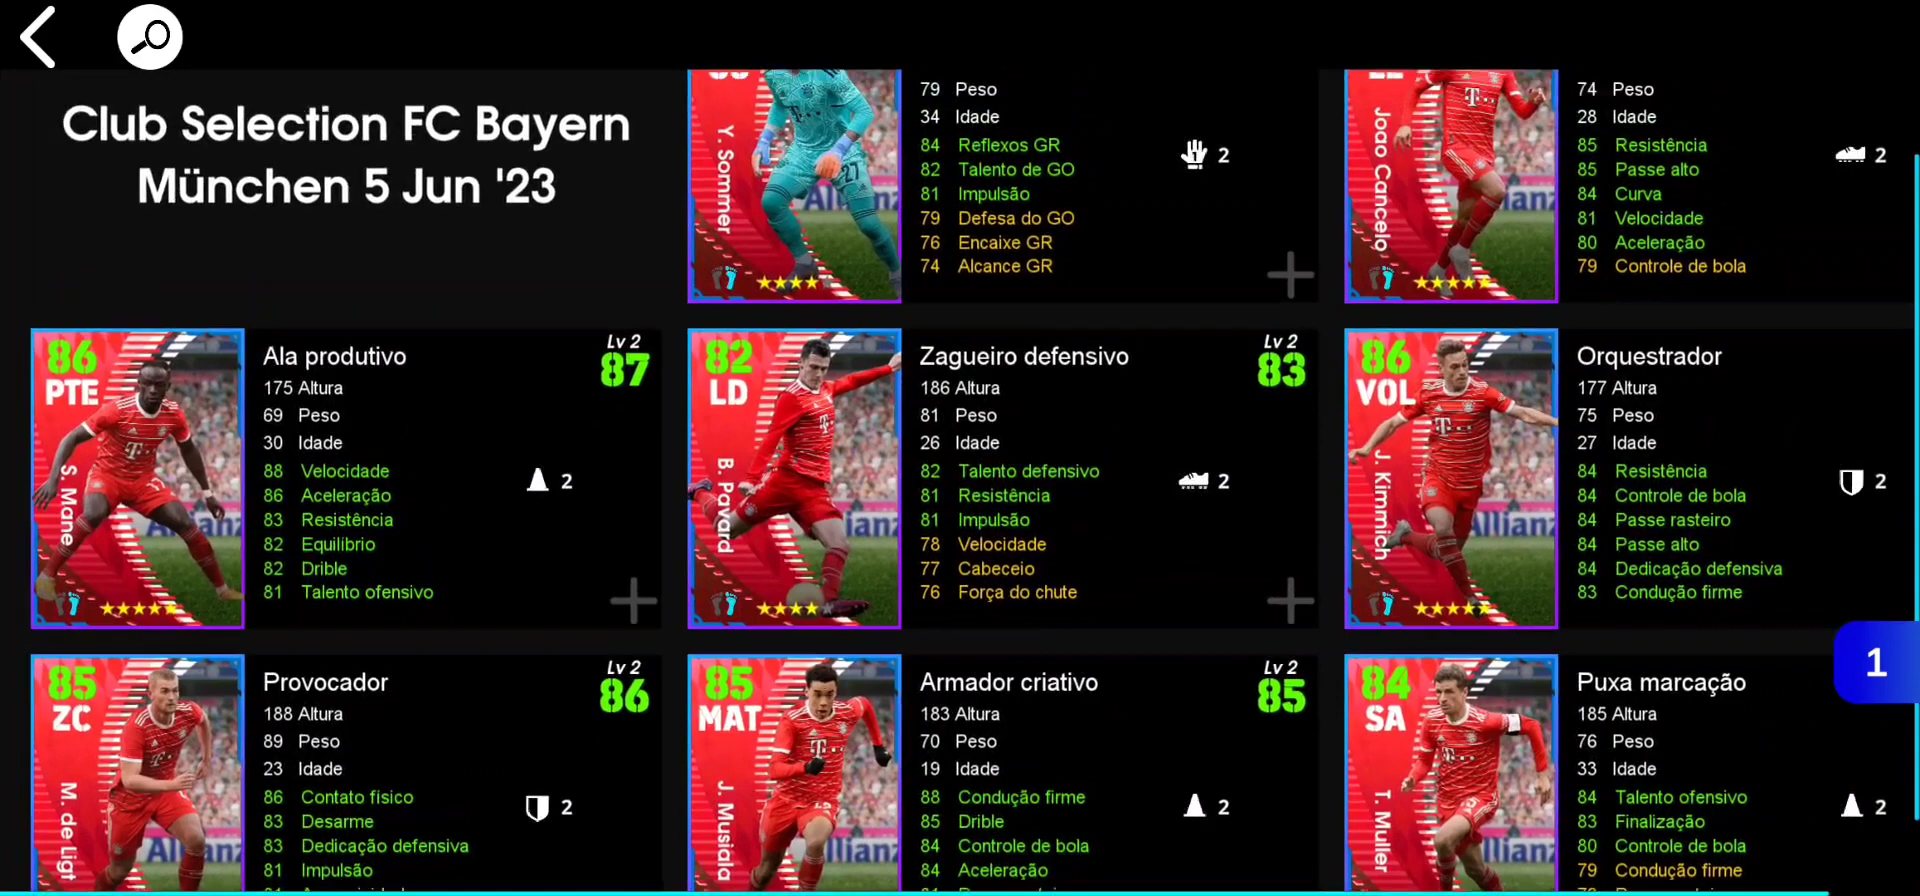 Club Selection FC Bayern
München 5 Jun '23
Y. Sommer
27
79 Peso
34 Idade
84 Reflexos GR
82 Talento de GO
81 Impulsão
79 Defesa do GO
76 Encaixe GR
74 Alcance GR
2
Joao Cancelo
74 Peso
28 Idade
85 Resistência
85 Passe alto
84 Curva
81 Velocidade
80 Aceleração
79 Controle de bola
2
86
PTE
S. Mane
Allianz
Ala produtivo
Lv 2
87
175 Altura
69 Peso
30 Idade
88 Velocidade
86 Aceleração
83 Resistência
82 Equilibrio
82 Drible
81 Talento ofensivo
2
82
LD
B. Pavard
Zagueiro defensivo
Lv 2
83
186 Altura
81 Peso
26 Idade
82 Talento defensivo
81 Resistência
81 Impulsão
78 Velocidade
77 Cabeceio
76 Força do chute
2
86
VOL
J. Kimmich
Allianz
Orquestrador
177 Altura
75 Peso
27 Idade
84 Resistência
84 Controle de bola
84 Passe rasteiro
84 Passe alto
84 Dedicação defensiva
83 Condução firme
2
1
85
ZC
M. de Ligt
Allianz
Provocador
Lv 2
86
188 Altura
89 Peso
23 Idade
86 Contato fisico
83 Desarme
83 Dedicação defensiva
81 Impulsão
2
85
MAT
J. Musiala
Armador criativo
Lv 2
85
183 Altura
70 Peso
19 Idade
88 Condução firme
85 Drible
84 Controle de bola
84 Aceleração
2
84
SA
T. Muller
Puxa marcação
185 Altura
76 Peso
33 Idade
84 Talento ofensivo
83 Finalização
80 Controle de bola
79 Condução firme
2